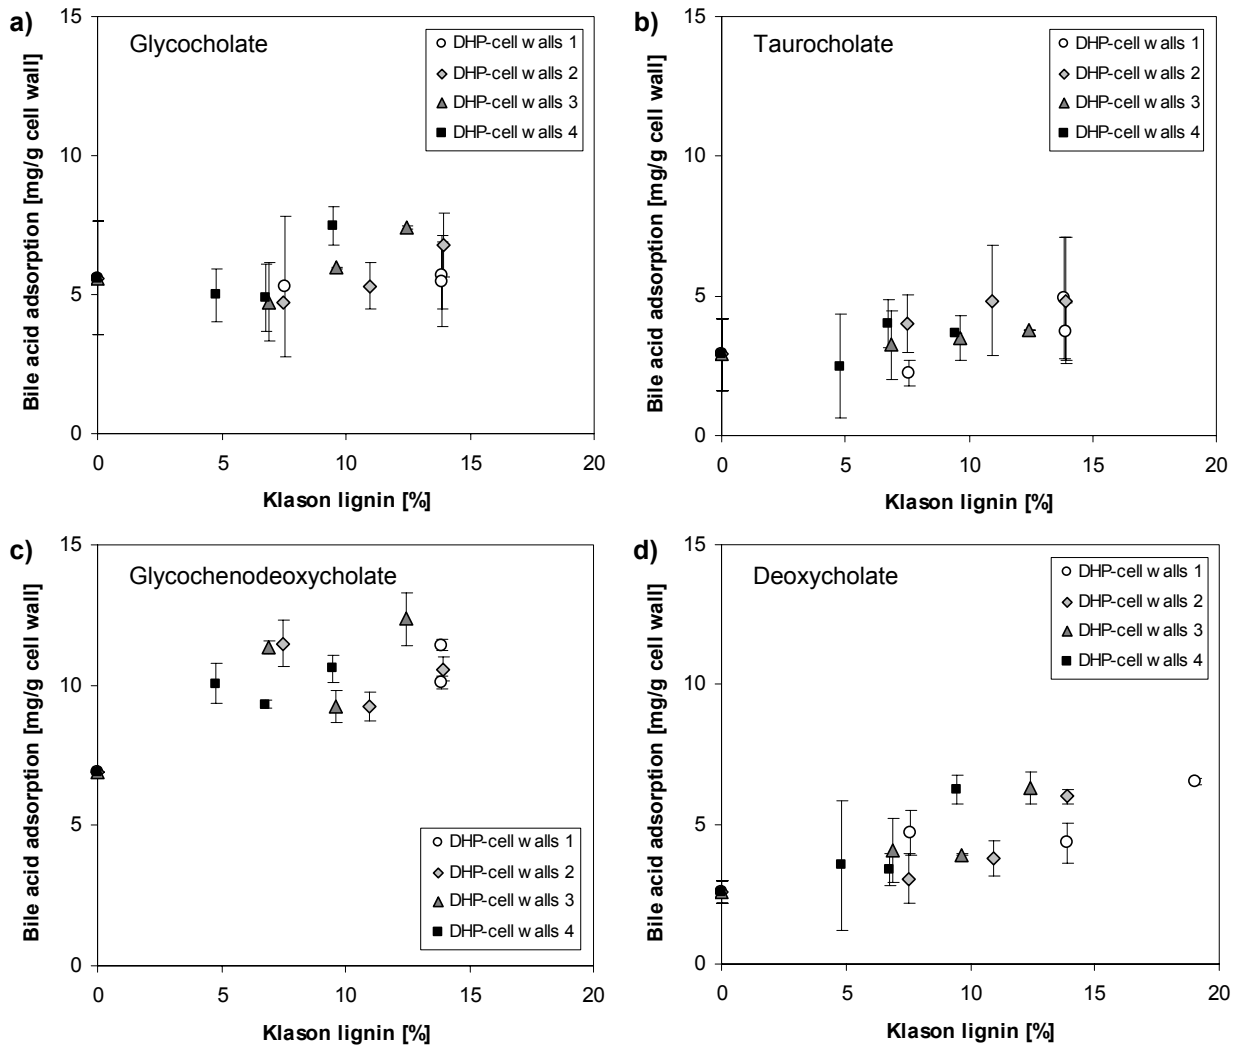 a)
Glycocholate
DHP-cell walls 1
DHP-cell walls 2
DHP-cell walls 3
DHP-cell walls 4
15
10
5
0
Bile acid adsorption [mg/g cell wall]
0 5 10 15 20
Klason lignin [%]
b)
Taurocholate
DHP-cell walls 1
DHP-cell walls 2
DHP-cell walls 3
DHP-cell walls 4
15
10
5
0
Bile acid adsorption [mg/g cell wall]
0 5 10 15 20
Klason lignin [%]
c)
Glycochenodeoxycholate
15
10
5
0
Bile acid adsorption [mg/g cell wall]
DHP-cell walls 1
DHP-cell walls 2
DHP-cell walls 3
DHP-cell walls 4
0 5 10 15 20
Klason lignin [%]
d)
Deoxycholate
DHP-cell walls 1
DHP-cell walls 2
DHP-cell walls 3
DHP-cell walls 4
15
10
5
0
Bile acid adsorption [mg/g cell wall]
0 5 10 15 20
Klason lignin [%]